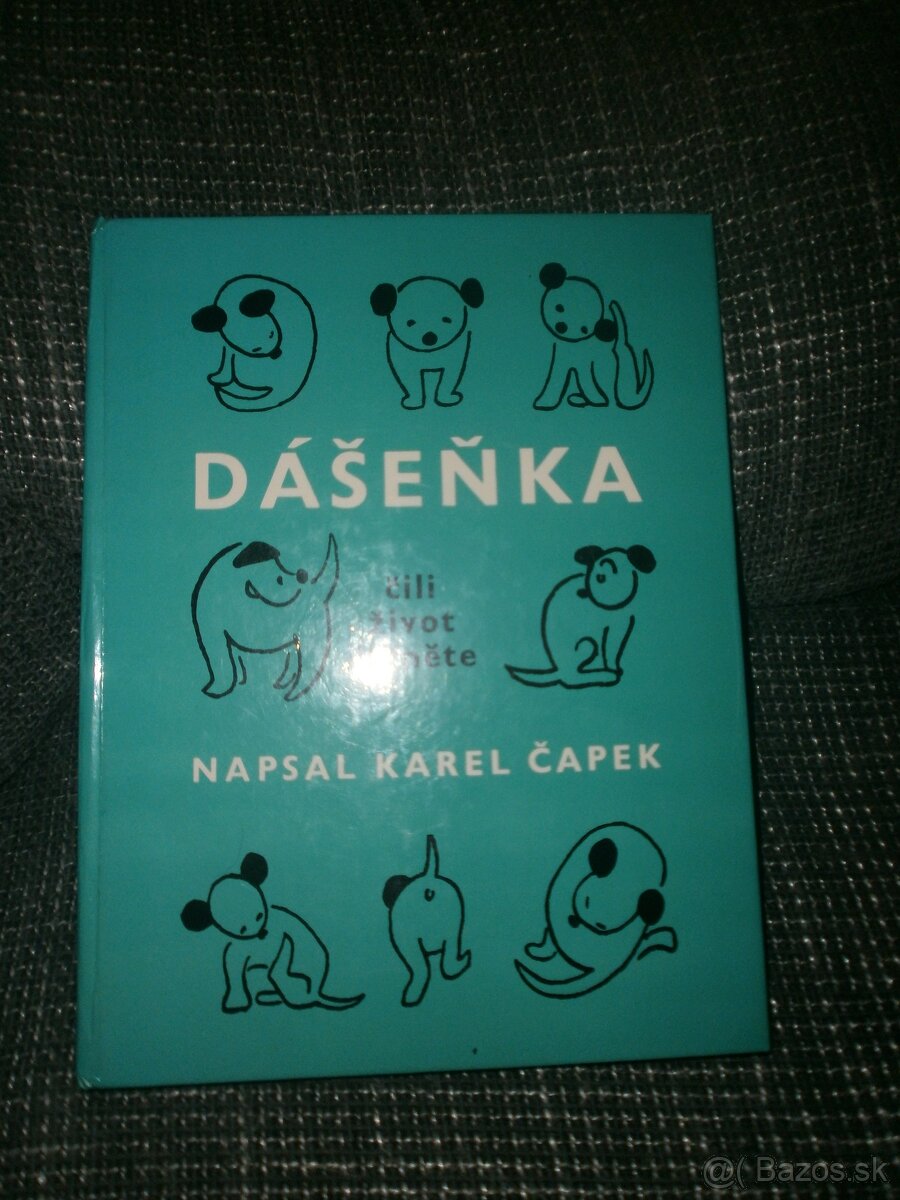 DÁŠEŇKA
čili
život
NAPSAL KAREL ČAPEK
@( Bazos.sk